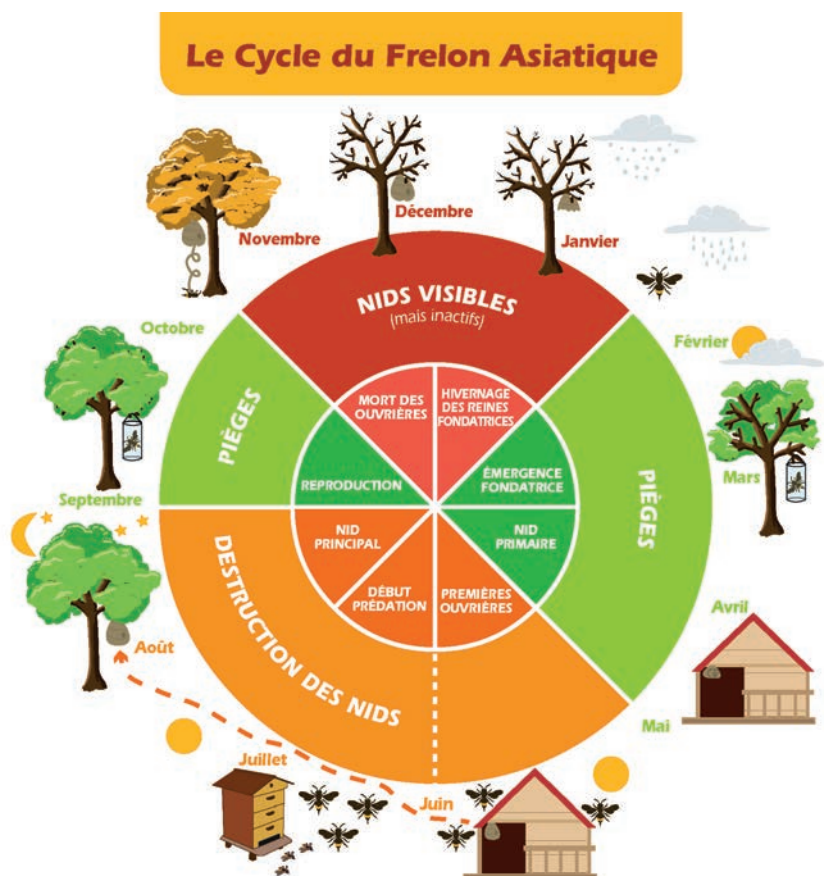 Le Cycle du Frelon Asiatique
Décembre
Novembre
Janvier
NIDS VISIBLES
(mais inactifs)
Octobre
Février
PIÈGES
MORT DES
OUVRIÈRES
HIVERNAGE
DES REINES
FONDATRICES
REPRODUCTION
ÉMERGENCE
FONDATRICE
PIÈGES
Mars
Septembre
NID
PRINCIPAL
NID
PRIMAIRE
DÉBUT
PRÉDATION
PREMIÈRES
OUVRIÈRES
DESTRUCTION DES NIDS
Avril
Août
Mai
Juillet
Juin